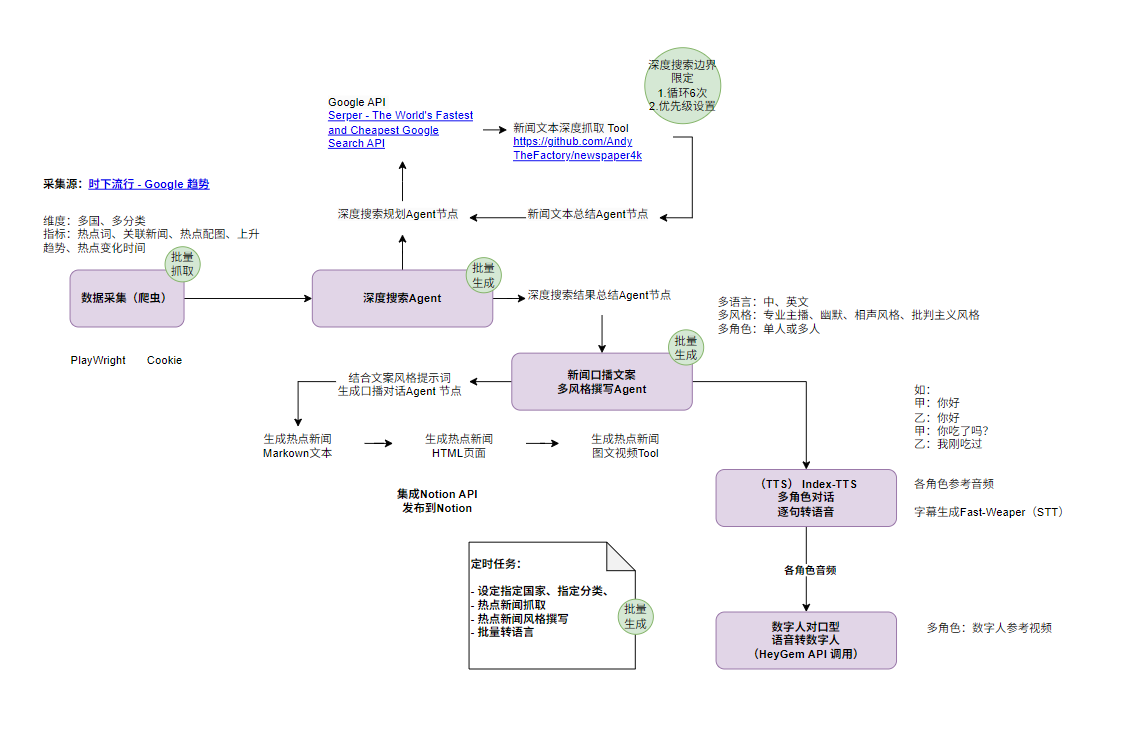 深度搜索边界
限定
1.循环6次
2.优先级设置
Google API
Serper - The World's Fastest
and Cheapest Google
Search API
新闻文本深度抓取 Tool
https://github.com/Andy
TheFactory/newspaper4k
采集源：时下流行 - Google 趋势
维度：多国、多分类
指标：热点词、关联新闻、热点配图、上升
趋势、热点变化时间
深度搜索规划Agent节点
新闻文本总结Agent节点
批量
抓取
数据采集（爬虫）
批量
生成
深度搜索Agent
深度搜索结果总结Agent节点
多语言：中、英文
多风格：专业主播、幽默、相声风格、批判主义风格
多角色：单人或多人
PlayWright
Cookie
批量
生成
新闻口播文案
多风格撰写Agent
结合文案风格提示词
生成口播对话Agent 节点
如：
甲：你好
乙：你好
甲：你吃了吗？
乙：我刚吃过
生成热点新闻
Markown文本
生成热点新闻
HTML页面
生成热点新闻
图文视频Tool
（TTS） Index-TTS
多角色对话
逐句转语音
各角色参考音频
字幕生成Fast-Weaper（STT）
集成Notion API
发布到Notion
各角色音频
定时任务：
- 设定指定国家、指定分类、
- 热点新闻抓取
- 热点新闻风格撰写
- 批量转语言
批量
生成
数字人对口型
语音转数字人
（HeyGem API 调用）
多角色：数字人参考视频